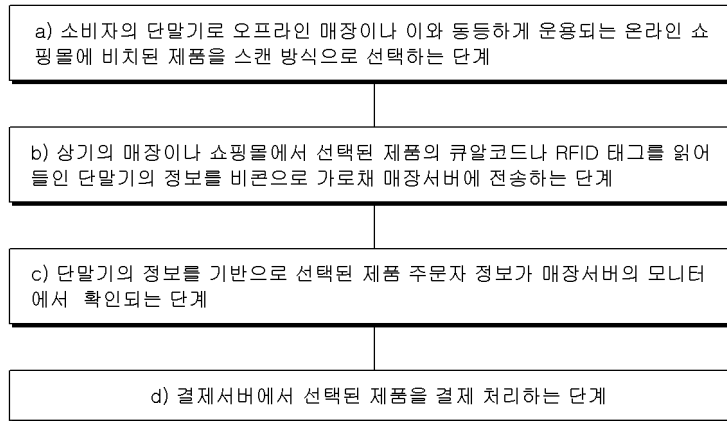 a) 소비자의 단말기로 오프라인 매장이나 이와 동등하게 운용되는 온라인 쇼
핑몰에 비치된 제품을 스캔 방식으로 선택하는 단계
b) 상기의 매장이나 쇼핑몰에서 선택된 제품의 큐알코드나 RFID 태그를 읽어
들인 단말기의 정보를 비콘으로 가로채 매장서버에 전송하는 단계
c) 단말기의 정보를 기반으로 선택된 제품 주문자 정보가 매장서버의 모니터
에서 확인되는 단계
d) 결제서버에서 선택된 제품을 결제 처리하는 단계